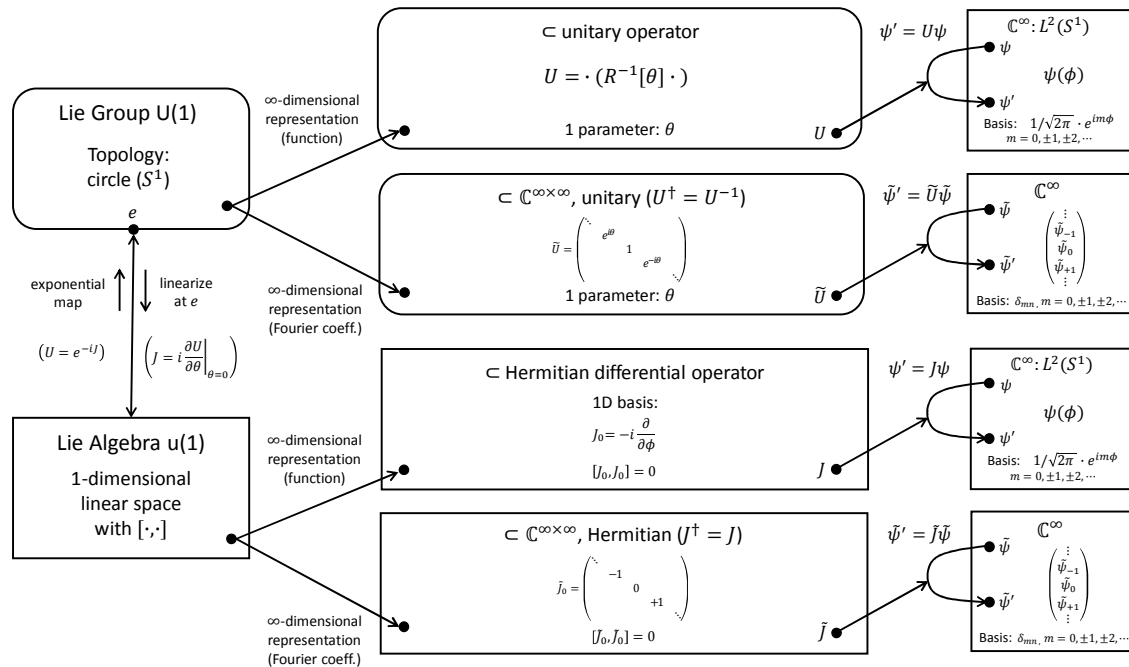 Lie Group U(1)
Topology:
circle (𝑆¹)
𝑒
exponential
map
linearize
at 𝑒
(𝑈 = 𝑒^{−𝑖𝐽})
(𝐽 = 𝑖 ∂𝑈/∂𝜃|_{𝜃=0})
Lie Algebra u(1)
1-dimensional
linear space
with [·,·]
∞-dimensional
representation
(function)
⊂ unitary operator
𝑈 = · (𝑅⁻¹[𝜃] ·)
1 parameter: 𝜃
𝑈
𝜓′ = 𝑈𝜓
ℂ^∞: 𝐿²(𝑆¹)
𝜓
𝜓(𝜙)
𝜓′
Basis: 1/√2𝜋 · 𝑒^{𝑖𝑚𝜙}
𝑚 = 0, ±1, ±2, ⋯
∞-dimensional
representation
(Fourier coeff.)
⊂ ℂ^{∞×∞}, unitary (𝑈† = 𝑈⁻¹)
Ũ = ( ⋱
𝑒^{𝑖𝜃}
1
𝑒^{−𝑖𝜃}
⋱ )
1 parameter: 𝜃
Ũ
𝜓̃′ = Ũ𝜓̃
ℂ^∞
𝜓̃
𝜓̃′
( ⋮
𝜓̃₋₁
𝜓̃₀
𝜓̃₊₁
⋮ )
Basis: 𝛿_{𝑚𝑛}, 𝑚 = 0, ±1, ±2, ⋯
∞-dimensional
representation
(function)
⊂ Hermitian differential operator
1D basis:
𝐽₀ = −𝑖 ∂/∂𝜙
[𝐽₀, 𝐽₀] = 0
𝐽
𝜓′ = 𝐽𝜓
ℂ^∞: 𝐿²(𝑆¹)
𝜓
𝜓(𝜙)
𝜓′
Basis: 1/√2𝜋 · 𝑒^{𝑖𝑚𝜙}
𝑚 = 0, ±1, ±2, ⋯
∞-dimensional
representation
(Fourier coeff.)
⊂ ℂ^{∞×∞}, Hermitian (𝐽† = 𝐽)
𝐽̃₀ = ( ⋱
−1
0
+1
⋱ )
[𝐽̃₀, 𝐽̃₀] = 0
𝐽̃
𝜓̃′ = 𝐽̃𝜓̃
ℂ^∞
𝜓̃
𝜓̃′
( ⋮
𝜓̃₋₁
𝜓̃₀
𝜓̃₊₁
⋮ )
Basis: 𝛿_{𝑚𝑛}, 𝑚 = 0, ±1, ±2, ⋯